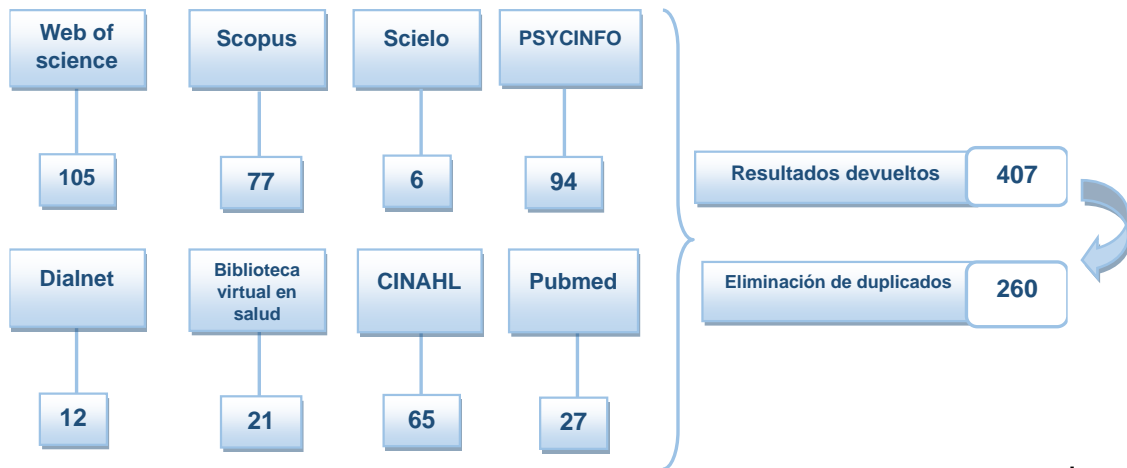 Web of
science
Scopus
Scielo
PSYCINFO
105
77
6
94
Dialnet
Biblioteca
virtual en
salud
CINAHL
Pubmed
12
21
65
27
Resultados devueltos
407
Eliminación de duplicados
260